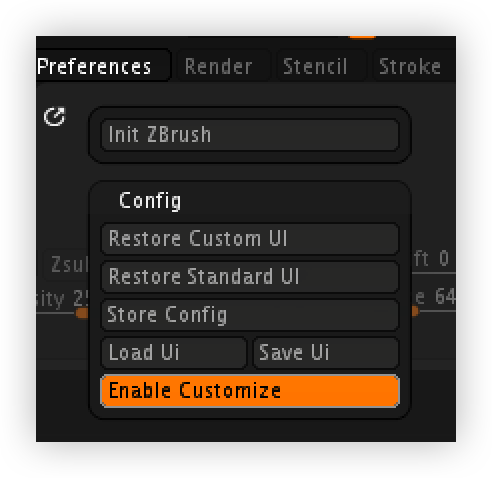 Preferences Render Stencil Stroke
Init ZBrush
Config
Restore Custom UI
Zsul ft 0
Restore Standard UI
sity 25 e 64
Store Config
Load Ui Save Ui
Enable Customize